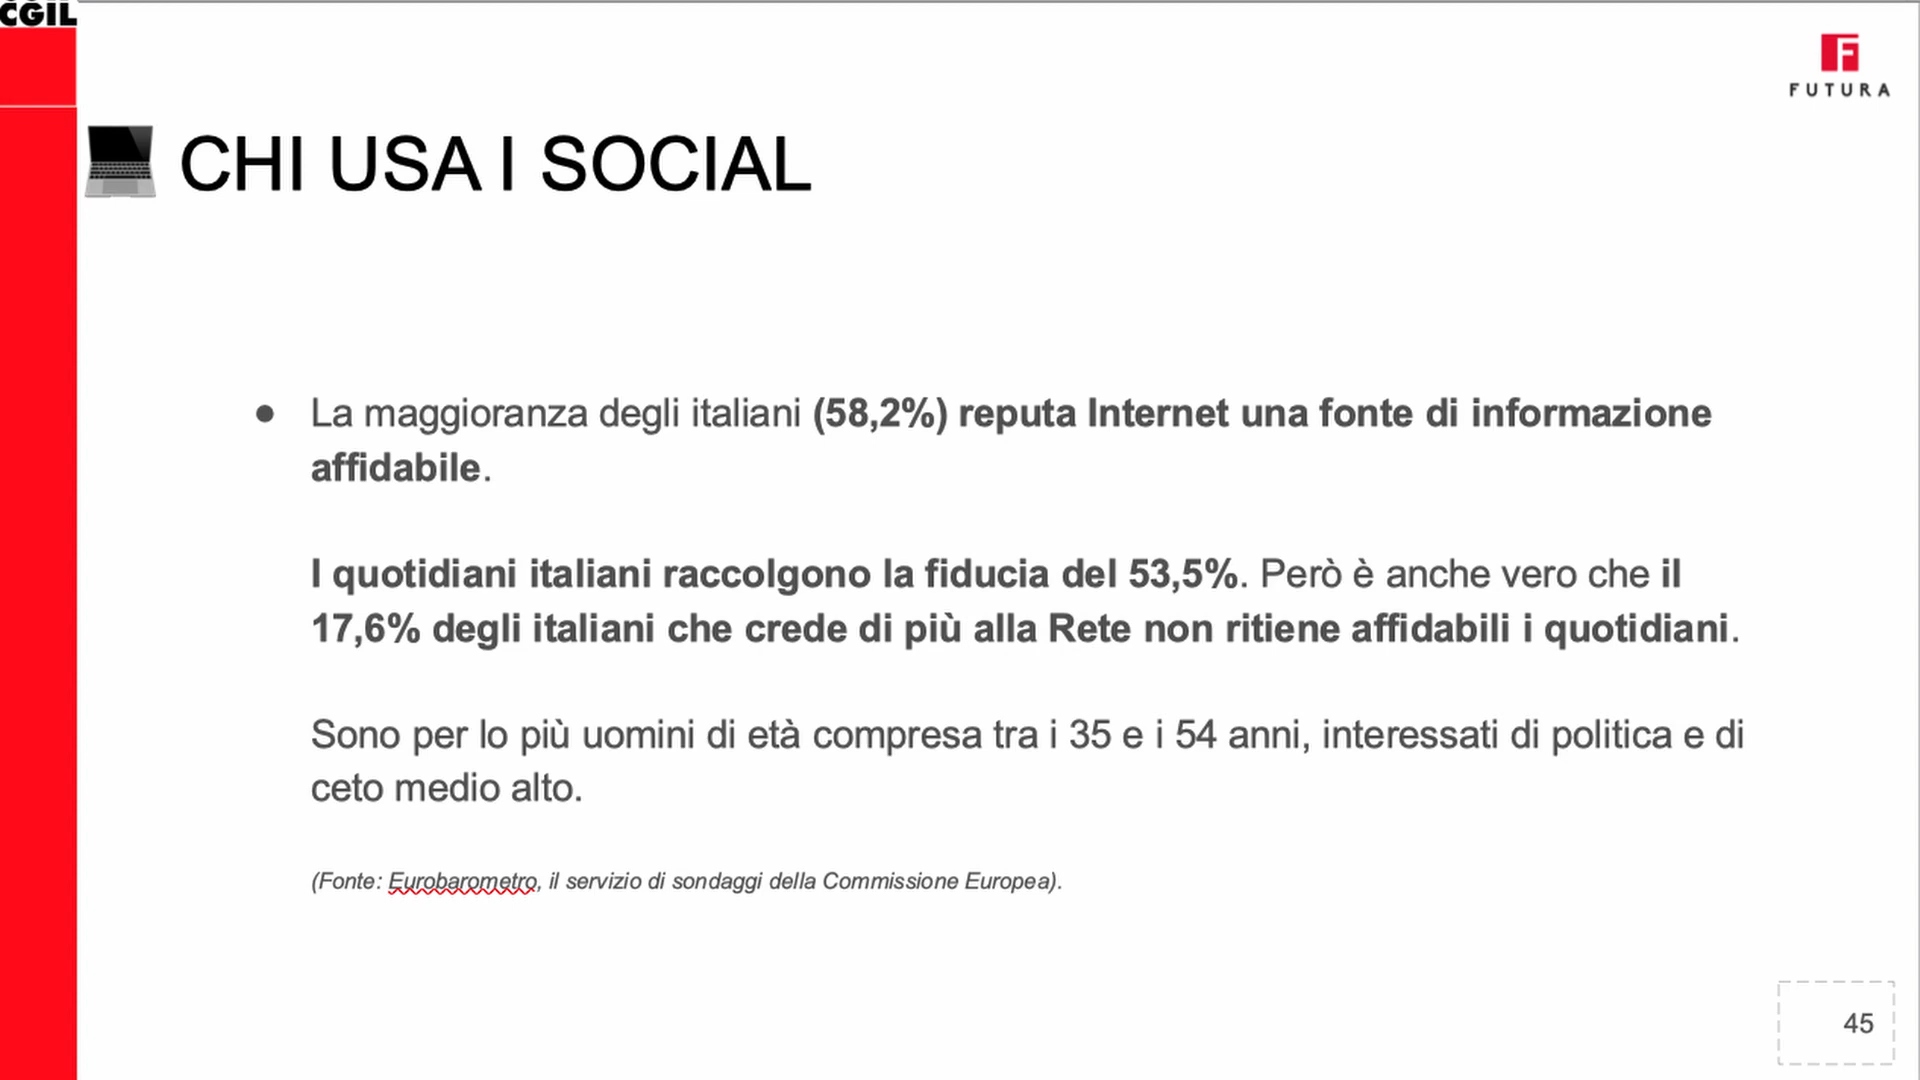 CGIL
FUTURA
CHI USA I SOCIAL
● La maggioranza degli italiani (58,2%) reputa Internet una fonte di informazione
affidabile.
I quotidiani italiani raccolgono la fiducia del 53,5%. Però è anche vero che il
17,6% degli italiani che crede di più alla Rete non ritiene affidabili i quotidiani.
Sono per lo più uomini di età compresa tra i 35 e i 54 anni, interessati di politica e di
ceto medio alto.
(Fonte: Eurobarometro, il servizio di sondaggi della Commissione Europea).
45